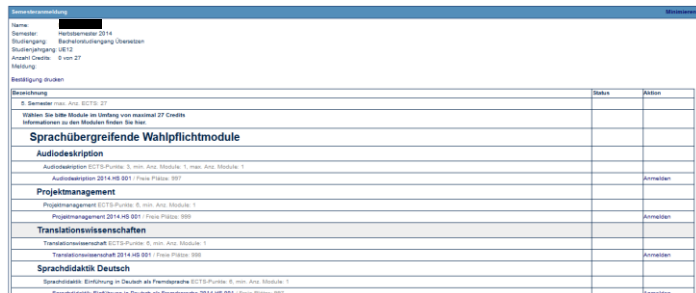 Semesteranmeldung
Minimieren
Name:
Semester: Herbstsemester 2014
Studiengang: Bachelorstudiengang Übersetzen
Studienjahrgang: UE12
Anzahl Credits: 0 von 27
Meldung:
Bestätigung drucken
Bezeichnung Status Aktion
5. Semester max. Anz. ECTS: 27
Wählen Sie bitte Module im Umfang von maximal 27 Credits
Informationen zu den Modulen finden Sie hier.
Sprachübergreifende Wahlpflichtmodule
Audiodeskription
Audiodeskription ECTS-Punkte: 3, min. Anz. Module: 1, max. Anz. Module: 1
Audiodeskription 2014.HS.001 / Freie Plätze: 997 Anmelden
Projektmanagement
Projektmanagement ECTS-Punkte: 6, min. Anz. Module: 1
Projektmanagement 2014.HS.001 / Freie Plätze: 999 Anmelden
Translationswissenschaften
Translationswissenschaft ECTS-Punkte: 6, min. Anz. Module: 1
Translationswissenschaft 2014.HS.001 / Freie Plätze: 998 Anmelden
Sprachdidaktik Deutsch
Sprachdidaktik: Einführung in Deutsch als Fremdsprache ECTS-Punkte: 6, min. Anz. Module: 1